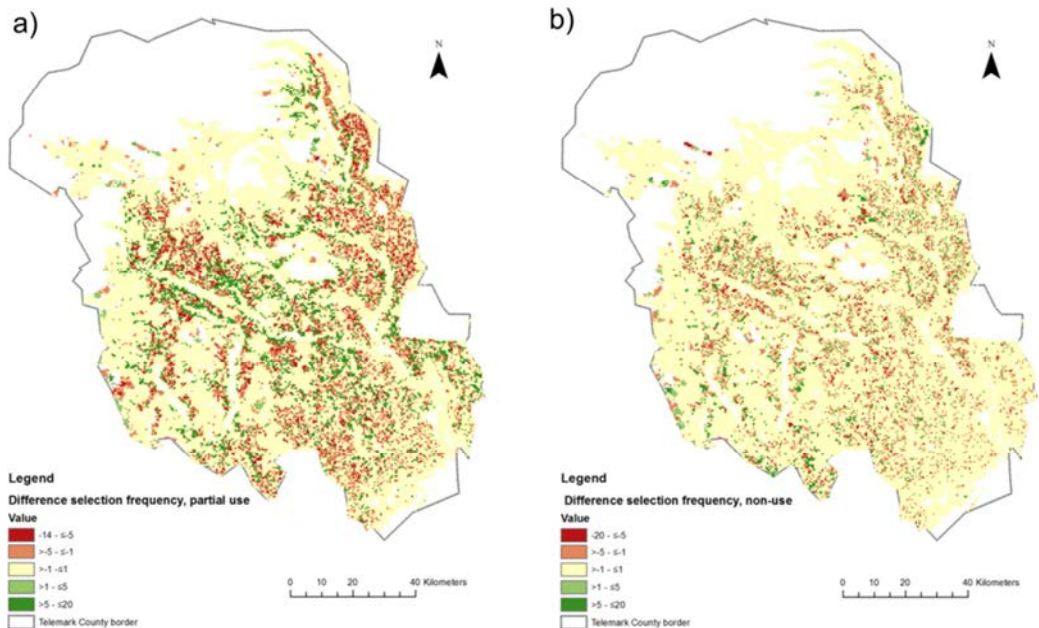 a)
N
Legend
Difference selection frequency, partial use
Value
-14 - ≤-5
>-5 - ≤-1
>-1 -≤1
>1 - ≤5
>5 - ≤20
Telemark County border
0 10 20 40 Kilometers
b)
N
Legend
Difference selection frequency, non-use
Value
-20 - ≤-5
>-5 - ≤-1
>-1 - ≤1
>1 - ≤5
>5 - ≤20
Telemark County border
0 10 20 40 Kilometers